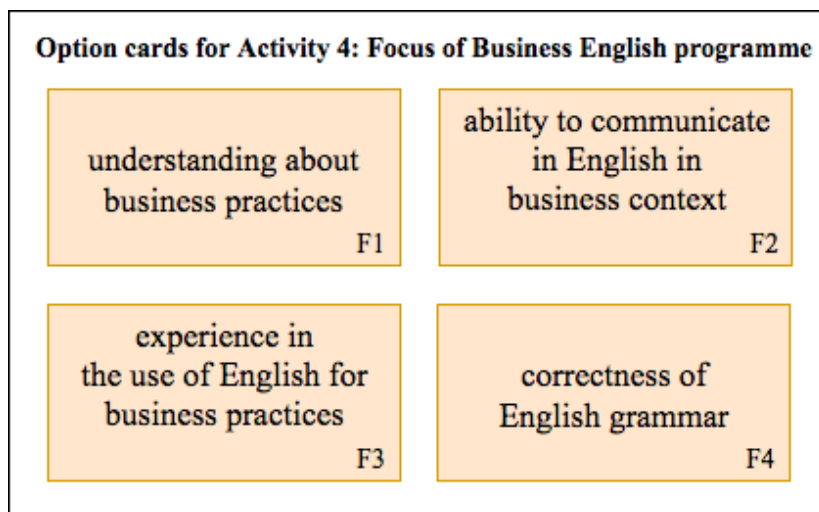 Option cards for Activity 4: Focus of Business English programme
understanding about
business practices
F1
ability to communicate
in English in
business context
F2
experience in
the use of English for
business practices
F3
correctness of
English grammar
F4